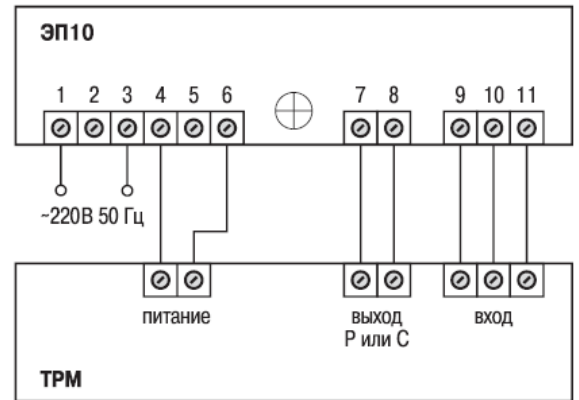 ЭП10
1 2 3 4 5 6 7 8 9 10 11
~220В 50 Гц
питание
выход
Р или С
вход
ТРМ